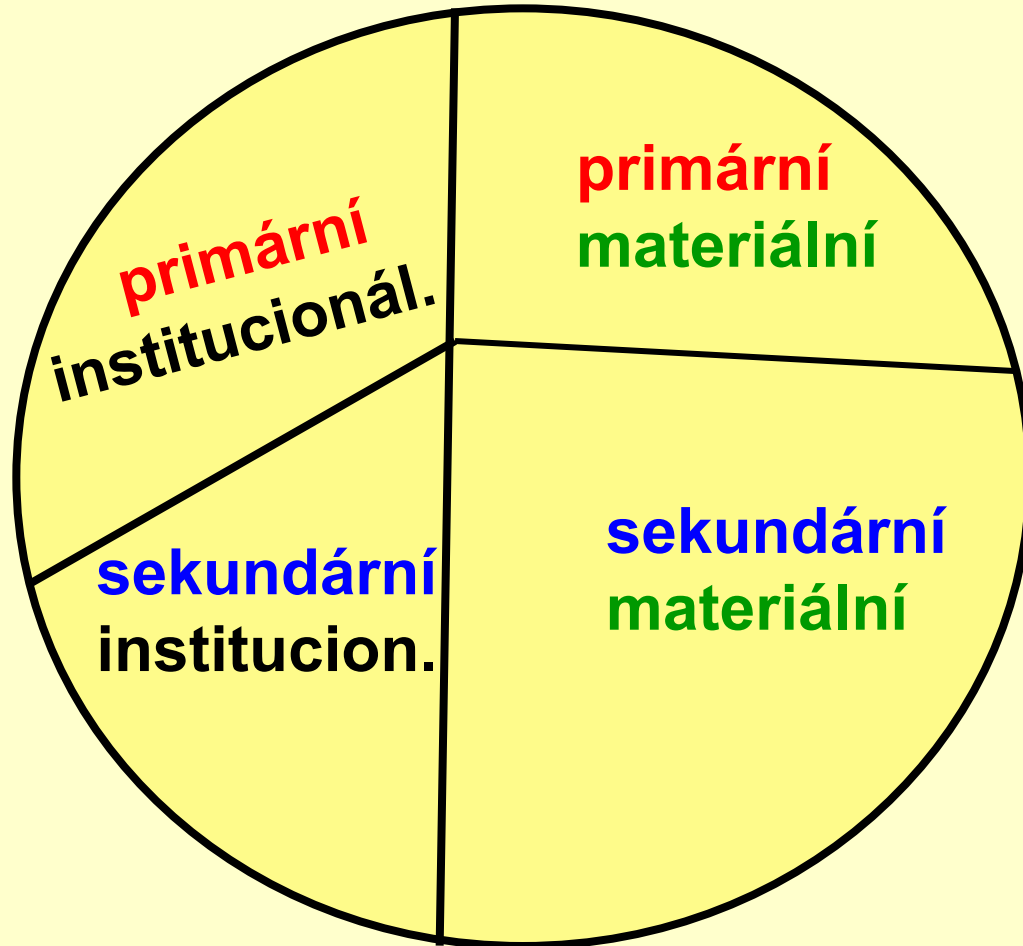 primární
institucionál.
primární
materiální
sekundární
institucion.
sekundární
materiální